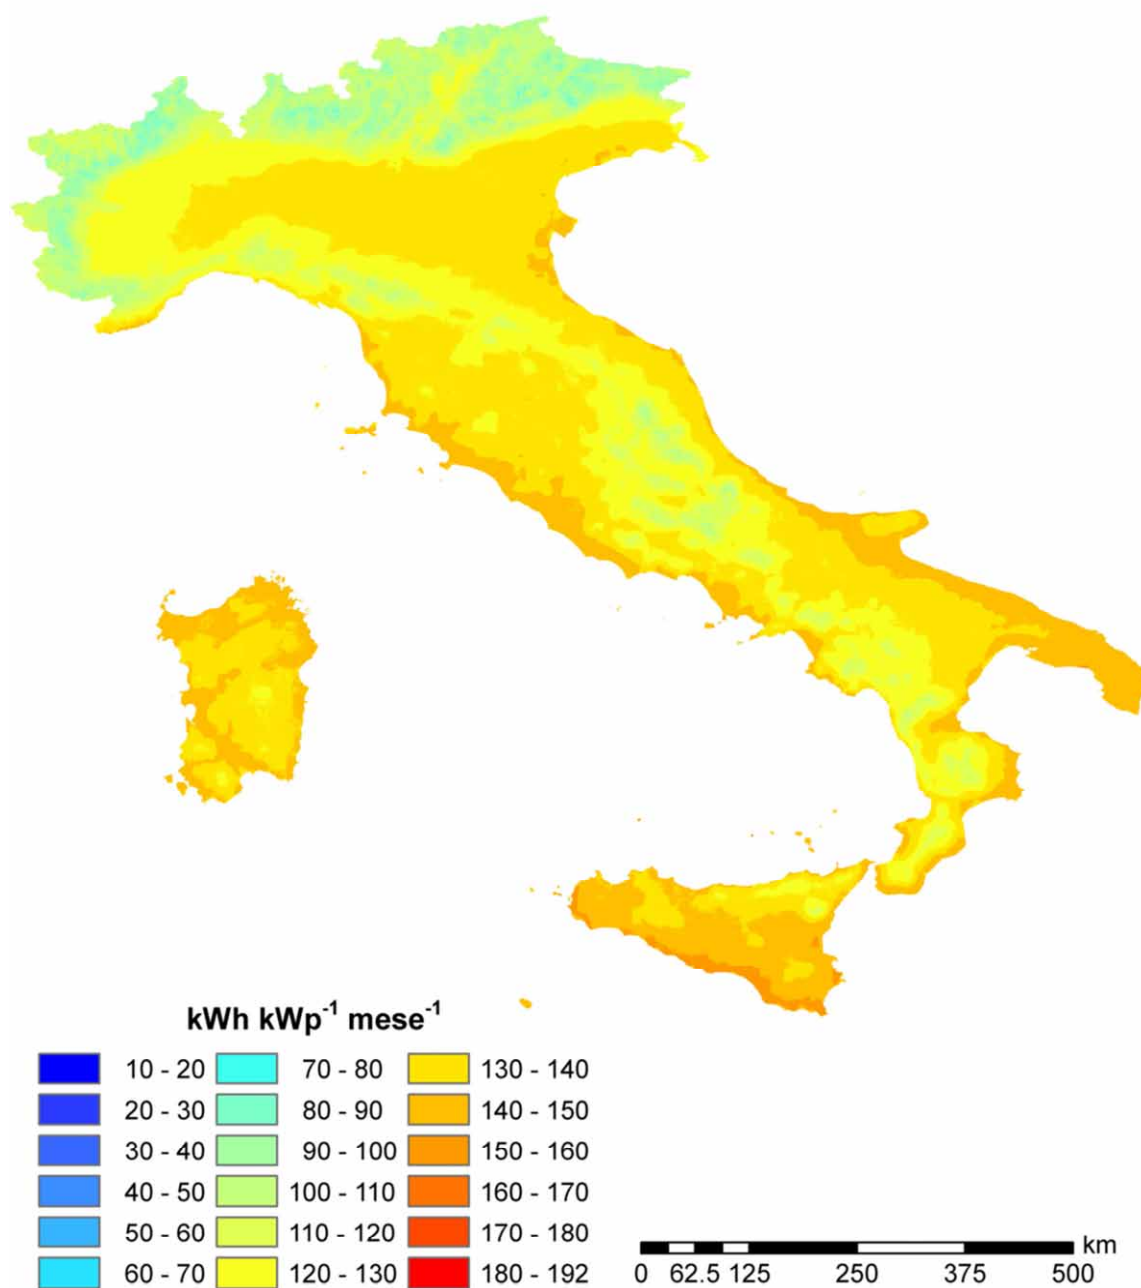 kWh kWp-1 mese-1
10 - 20 70 - 80 130 - 140
20 - 30 80 - 90 140 - 150
30 - 40 90 - 100 150 - 160
40 - 50 100 - 110 160 - 170
50 - 60 110 - 120 170 - 180
60 - 70 120 - 130 180 - 192
km
0 62.5 125 250 375 500